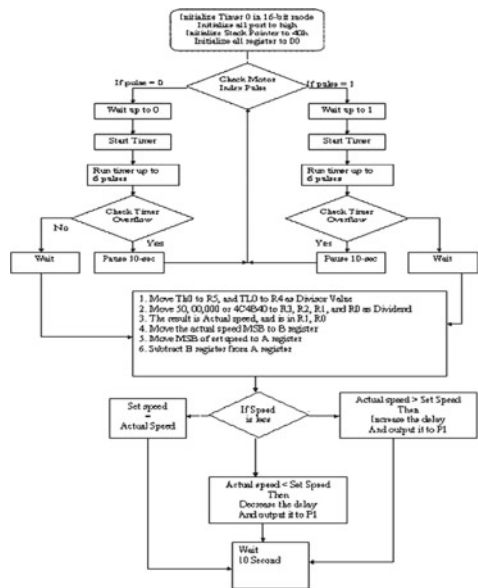 Initialize Timer 0 in 16-bit mode
Initialize all port to high
Initialize Stack Pointer to 40h
Initialize all register to 00
If pulse = 0
Check Motor
Index Pulse
If pulse = 1
Wait up to 0
Wait up to 1
Start Timer
Start Timer
Run timer up to
6 pulses
Run timer up to
6 pulses
No
Check Timer
Overflow
Check Timer
Overflow
Yes
Yes
Wait
Pause 10-sec
Pause 10-sec
Wait
1. Move Th0 to R5, and TL0 to R4 as Divisor Value
2. Move 50, 00,000 or 4C4B40 to R3, R2, R1, and R0 as Dividend
3. The result is Actual speed, and is in R1, R0
4. Move the actual speed MSB to B register
5. Move MSB of set speed to A register
6. Subtract B register from A register
Set speed
=
Actual Speed
If Speed
is less
Actual speed > Set Speed
Then
Increase the delay
And output it to P1
Actual speed < Set Speed
Then
Decrease the delay
And output it to P1
Wait
10 Second